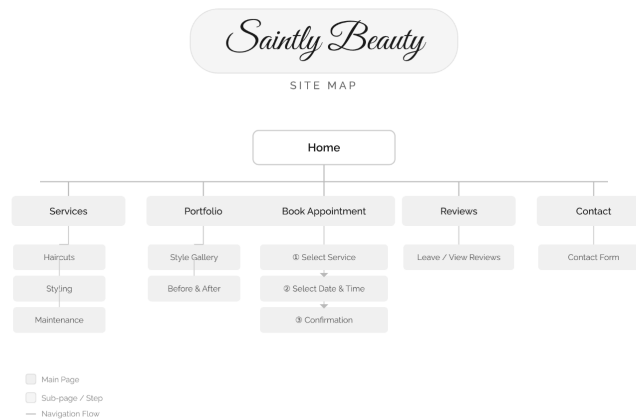 Saintly Beauty
SITE MAP
Home
Services
Portfolio
Book Appointment
Reviews
Contact
Haircuts
Style Gallery
① Select Service
Leave / View Reviews
Contact Form
Styling
Before & After
② Select Date & Time
Maintenance
③ Confirmation
Main Page
Sub-page / Step
Navigation Flow